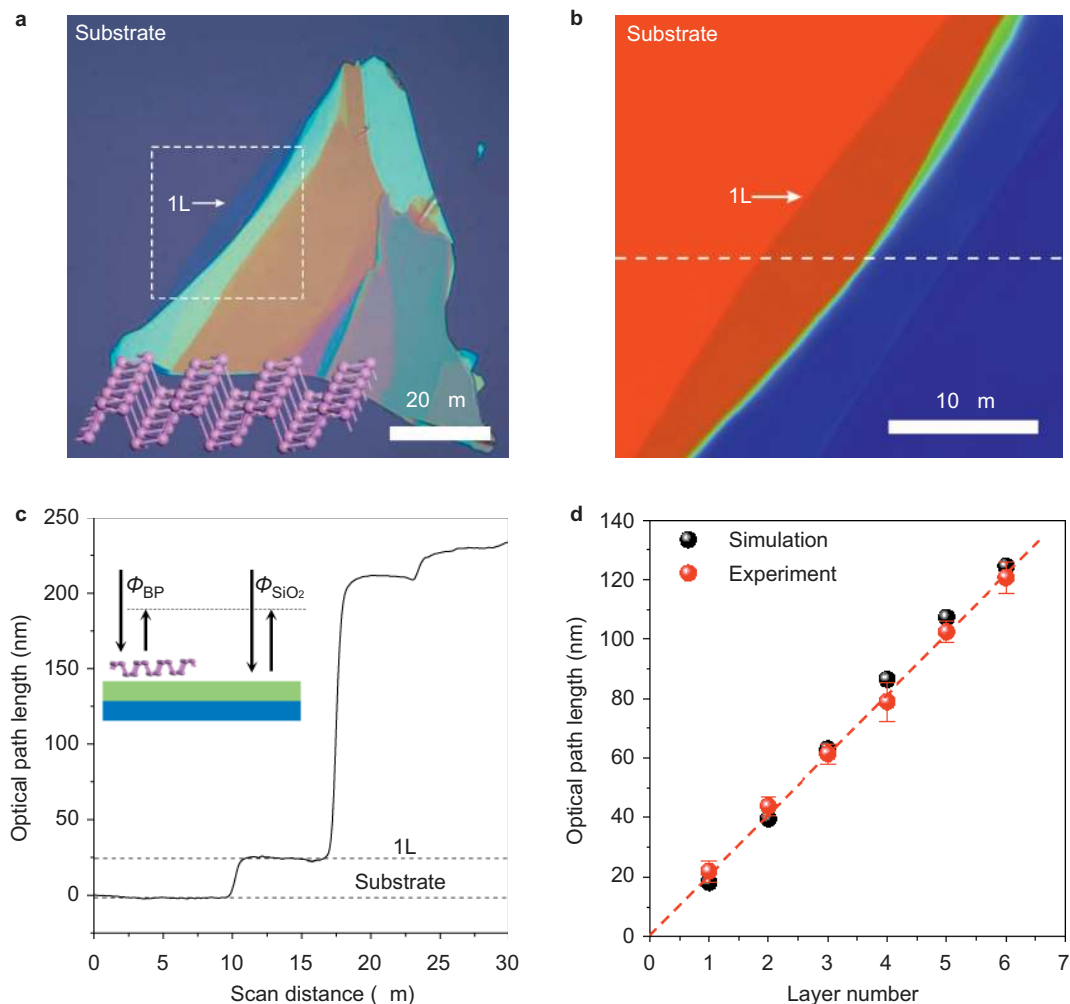 a
Substrate
1L
20 m
b
Substrate
1L
10 m
c
250
200
150
100
50
0
Optical path length (nm)
ΦBP
ΦSiO2
1L
Substrate
0 5 10 15 20 25 30
Scan distance ( m)
d
140
120
100
80
60
40
20
0
Optical path length (nm)
Simulation
Experiment
0 1 2 3 4 5 6 7
Layer number